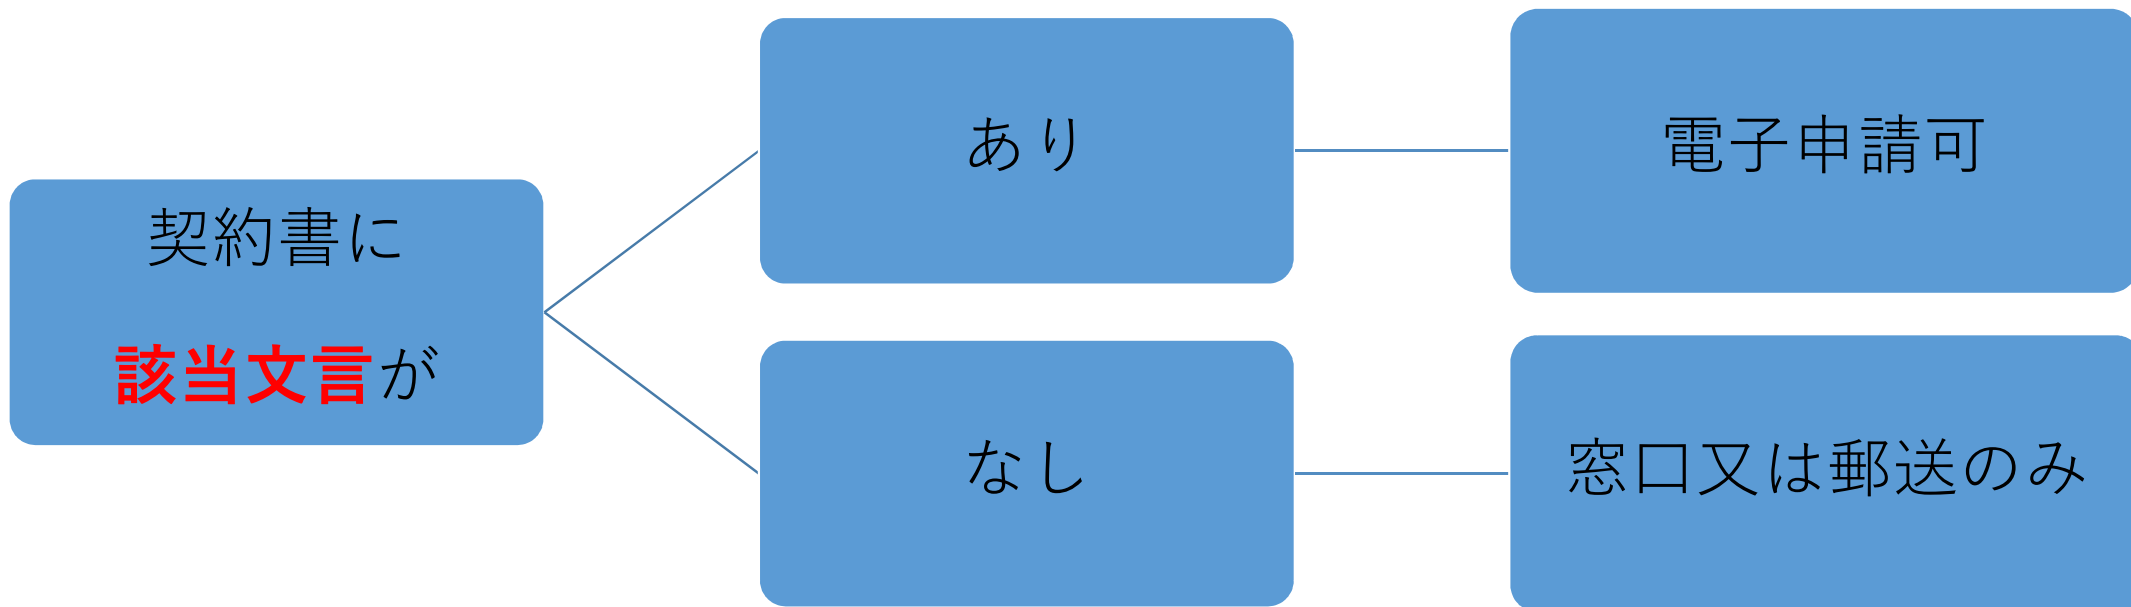 契約書に
該当文言が
あり
電子申請可
なし
窓口又は郵送のみ